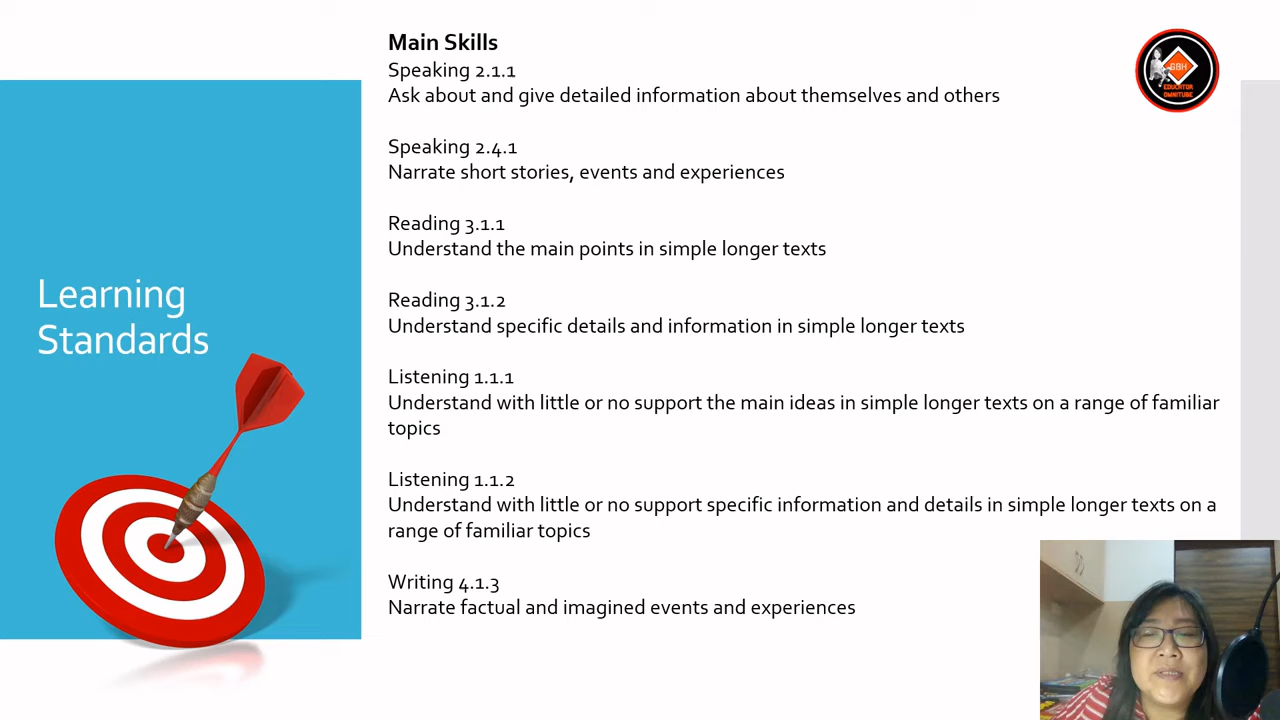 Main Skills
Speaking 2.1.1
Ask about and give detailed information about themselves and others
Speaking 2.4.1
Narrate short stories, events and experiences
Reading 3.1.1
Understand the main points in simple longer texts
Reading 3.1.2
Understand specific details and information in simple longer texts
Listening 1.1.1
Understand with little or no support the main ideas in simple longer texts on a range of familiar
topics
Listening 1.1.2
Understand with little or no support specific information and details in simple longer texts on a
range of familiar topics
Writing 4.1.3
Narrate factual and imagined events and experiences
Learning
Standards
GBH
EDUCATOR
OMNITUBE